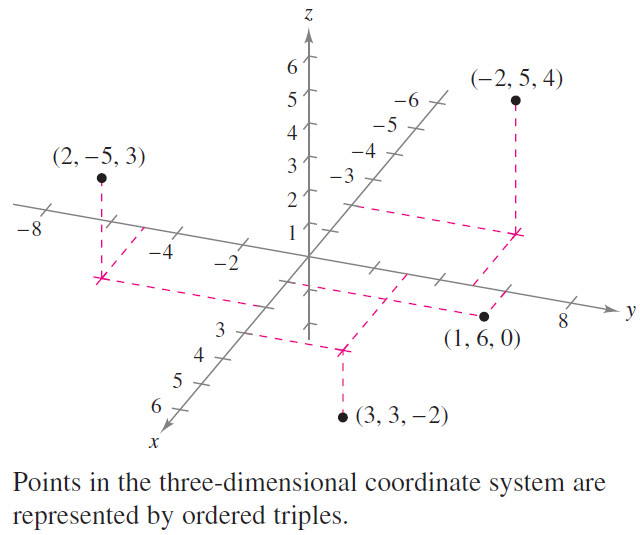 z
6
5
4
3
2
1
(−2, 5, 4)
−6
−5
−4
−3
(2, −5, 3)
−8
−4
−2
8
y
(1, 6, 0)
3
4
5
6
x
(3, 3, −2)
Points in the three-dimensional coordinate system are
represented by ordered triples.